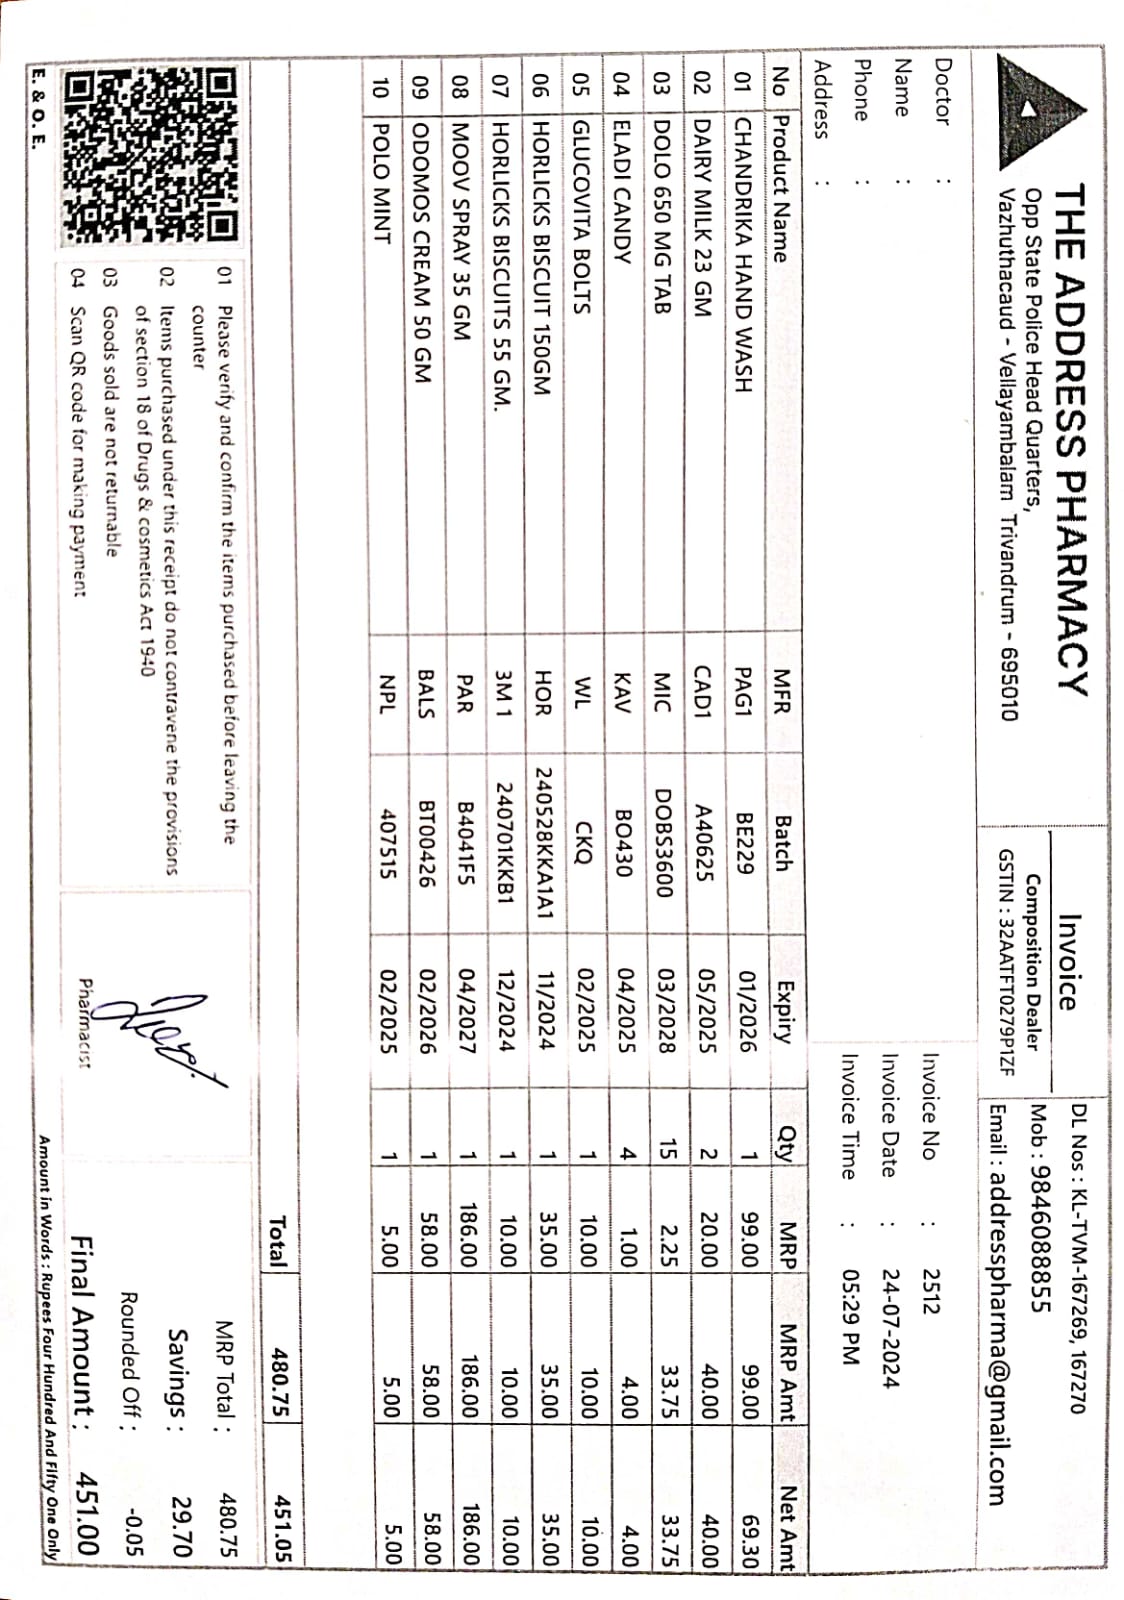 THE ADDRESS PHARMACY
Opp State Police Head Quarters,
Vazhuthacaud - Vellayambalam Trivandrum - 695010
Invoice
Composition Dealer
GSTIN : 32AATFT0279P1ZF
DL Nos : KL-TVM-167269, 167270
Mob : 9846088855
Email : addresspharma@gmail.com
Doctor :
Name :
Phone :
Address :
Invoice No : 2512
Invoice Date : 24-07-2024
Invoice Time : 05:29 PM
No Product Name MFR Batch Expiry Qty MRP MRP Amt Net Amt
01 CHANDRIKA HAND WASH PAG1 BE229 01/2026 1 99.00 99.00 69.30
02 DAIRY MILK 23 GM CAD1 A40625 05/2025 2 20.00 40.00 40.00
03 DOLO 650 MG TAB MIC DOBS3600 03/2028 15 2.25 33.75 33.75
04 ELADI CANDY KAV BO430 04/2025 4 1.00 4.00 4.00
05 GLUCOVITA BOLTS WL CKQ 02/2025 1 10.00 10.00 10.00
06 HORLICKS BISCUIT 150GM HOR 240528KKA1A1 11/2024 1 35.00 35.00 35.00
07 HORLICKS BISCUITS 55 GM. 3M 1 240701KKB1 12/2024 1 10.00 10.00 10.00
08 MOOV SPRAY 35 GM PAR B4041F5 04/2027 1 186.00 186.00 186.00
09 ODOMOS CREAM 50 GM BALS BT00426 02/2026 1 58.00 58.00 58.00
10 POLO MINT NPL 407515 02/2025 1 5.00 5.00 5.00
Total 480.75 451.05
01 Please verify and confirm the items purchased before leaving the
counter
02 Items purchased under this receipt do not contravene the provisions
of section 18 of Drugs & cosmetics Act 1940
03 Goods sold are not returnable
04 Scan QR code for making payment
Pharmacist
MRP Total : 480.75
Savings : 29.70
Rounded Off : -0.05
Final Amount : 451.00
E. & O. E.
Amount in Words : Rupees Four Hundred And Fifty One Only